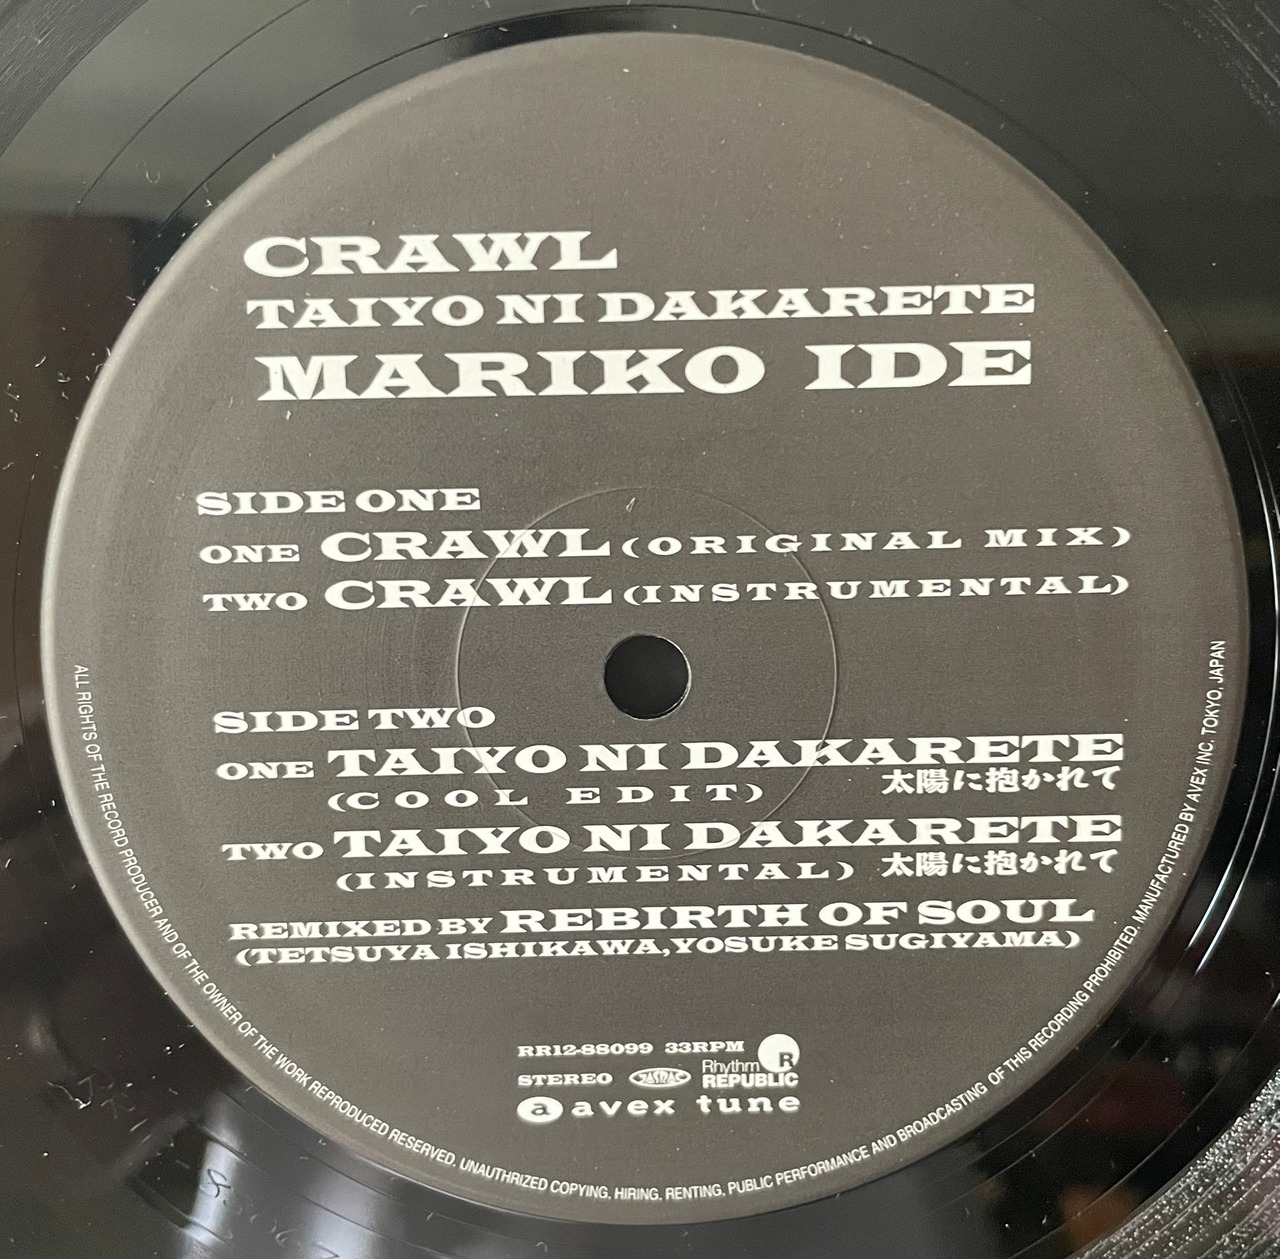 CRAWL
TAIYO NI DAKARETE
MARIKO IDE
SIDE ONE
ONE CRAWL (ORIGINAL MIX)
TWO CRAWL (INSTRUMENTAL)
SIDE TWO
ONE TAIYO NI DAKARETE
(COOL EDIT) 太陽に抱かれて
TWO TAIYO NI DAKARETE
(INSTRUMENTAL) 太陽に抱かれて
REMIXED BY REBIRTH OF SOUL
(TETSUYA ISHIKAWA, YOSUKE SUGIYAMA)
RR12-88099 33RPM R
STEREO JASRAC Rhythm REPUBLIC
a avex tune
ALL RIGHTS OF THE RECORD PRODUCER AND OF THE OWNER OF THE WORK REPRODUCED RESERVED. UNAUTHRIZED COPYING, HIRING, RENTING, PUBLIC PERFORMANCE AND BROADCASTING OF THIS RECORDING PROHIBITED. MANUFACTURED BY AVEX INC. TOKYO, JAPAN